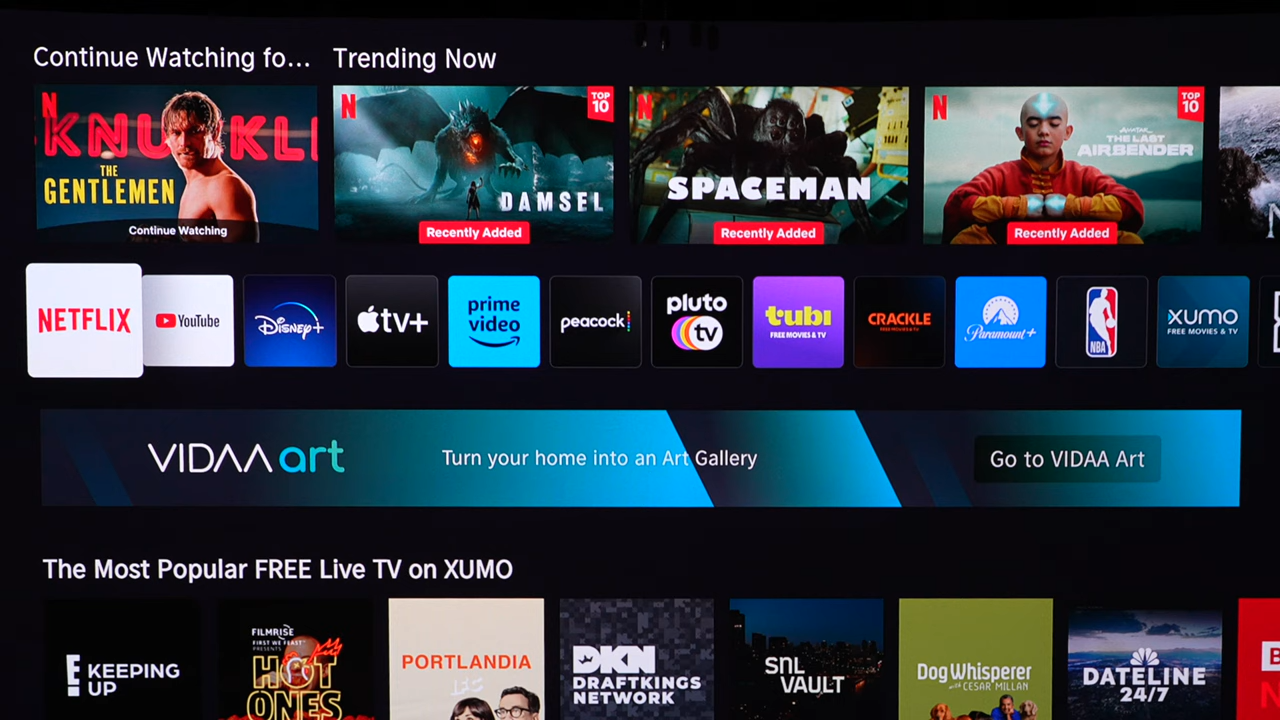 Continue Watching fo...
Trending Now
N
KNUCKL
THE
GENTLEMEN
Continue Watching
N
TOP
10
DAMSEL
Recently Added
N
SPACEMAN
Recently Added
N
TOP
10
AVATAR
THE LAST
AIRBENDER
Recently Added
NETFLIX
YouTube
Disney+
tv+
prime
video
peacock
pluto
tv
tubi
FREE MOVIES & TV
CRACKLE
FREE MOVIES & TV
Paramount+
NBA
XUMO
FREE MOVIES & TV
VIDAA art
Turn your home into an Art Gallery
Go to VIDAA Art
The Most Popular FREE Live TV on XUMO
E! KEEPING
UP
FILMRISE
FIRST WE FEAST
PRESENTS
HOT
ONES
PORTLANDIA
DKN
DRAFTKINGS
NETWORK
SNL
VAULT
Dog Whisperer
with CESAR MILLAN
DATELINE
24/7